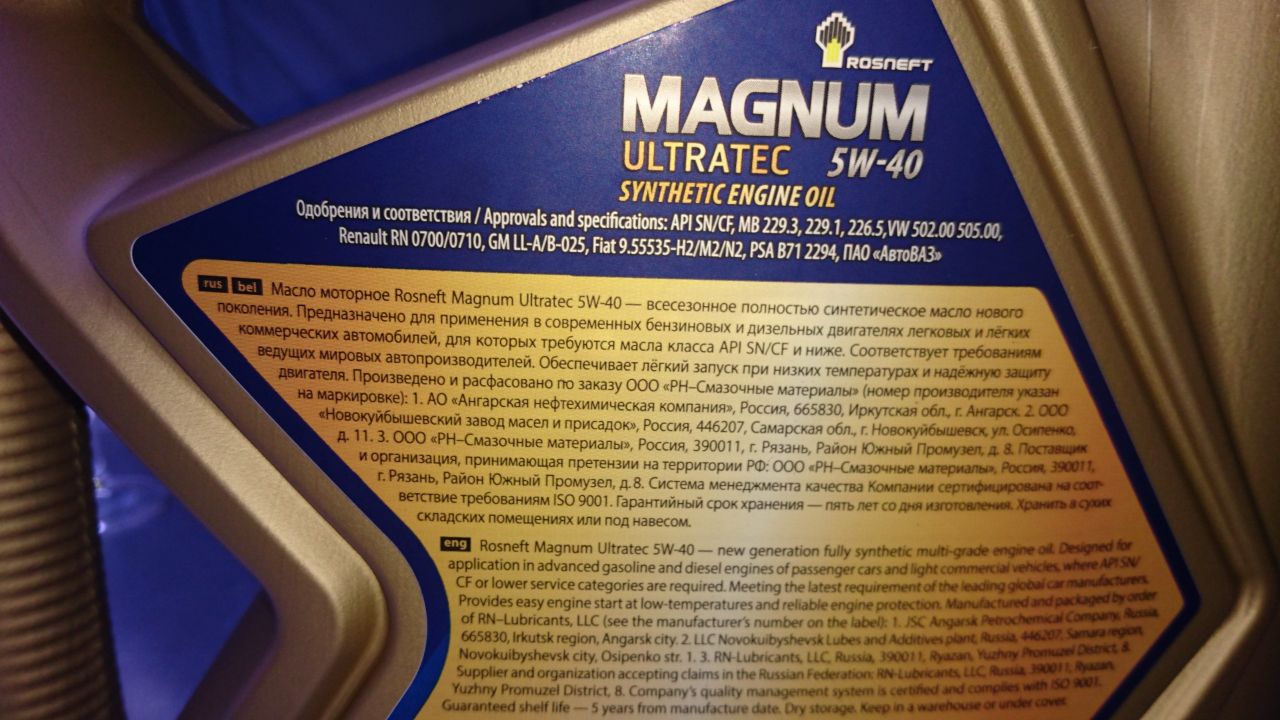 ROSNEFT
MAGNUM
ULTRATEC 5W-40
SYNTHETIC ENGINE OIL
Одобрения и соответствия / Approvals and specifications: API SN/CF, MB 229.3, 229.1, 226.5,VW 502.00 505.00,
Renault RN 0700/0710, GM LL-A/B-025, Fiat 9.55535-H2/M2/N2, PSA B71 2294, ПАО «АвтоВАЗ»
rus bel Масло моторное Rosneft Magnum Ultratec 5W-40 — всесезонное полностью синтетическое масло нового
поколения. Предназначено для применения в современных бензиновых и дизельных двигателях легковых и лёгких
коммерческих автомобилей, для которых требуются масла класса API SN/CF и ниже. Соответствует требованиям
ведущих мировых автопроизводителей. Обеспечивает лёгкий запуск при низких температурах и надёжную защиту
двигателя. Произведено и расфасовано по заказу ООО «РН–Смазочные материалы» (номер производителя указан
на маркировке): 1. АО «Ангарская нефтехимическая компания», Россия, 665830, Иркутская обл., г. Ангарск. 2. ООО
«Новокуйбышевский завод масел и присадок», Россия, 446207, Самарская обл., г. Новокуйбышевск, ул. Осипенко,
д. 11. 3. ООО «РН–Смазочные материалы», Россия, 390011, г. Рязань, Район Южный Промузел, д. 8. Поставщик
и организация, принимающая претензии на территории РФ: ООО «РН–Смазочные материалы», Россия, 390011,
г. Рязань, Район Южный Промузел, д.8. Система менеджмента качества Компании сертифицирована на соот-
ветствие требованиям ISO 9001. Гарантийный срок хранения — пять лет со дня изготовления. Хранить в сухих
складских помещениях или под навесом.
eng Rosneft Magnum Ultratec 5W-40 — new generation fully synthetic multi-grade engine oil. Designed for
application in advanced gasoline and diesel engines of passenger cars and light commercial vehicles, where API SN/
CF or lower service categories are required. Meeting the latest requirement of the leading global car manufacturers.
Provides easy engine start at low-temperatures and reliable engine protection. Manufactured and packaged by order
of RN–Lubricants, LLC (see the manufacturer's number on the label): 1. JSC Angarsk Petrochemical Company, Russia,
665830, Irkutsk region, Angarsk city. 2. LLC Novokuibyshevsk Lubes and Additives plant, Russia, 446207, Samara region,
Novokuibyshevsk city, Osipenko str. 1. 3. RN-Lubricants, LLC, Russia, 390011, Ryazan, Yuzhny Promuzel District, 8.
Supplier and organization accepting claims in the Russian Federation: RN-Lubricants, LLC, Russia, 390011, Ryazan,
Yuzhny Promuzel District, 8. Company's quality management system is certified and complies with ISO 9001.
Guaranteed shelf life — 5 years from manufacture date. Dry storage. Keep in a warehouse or under cover.